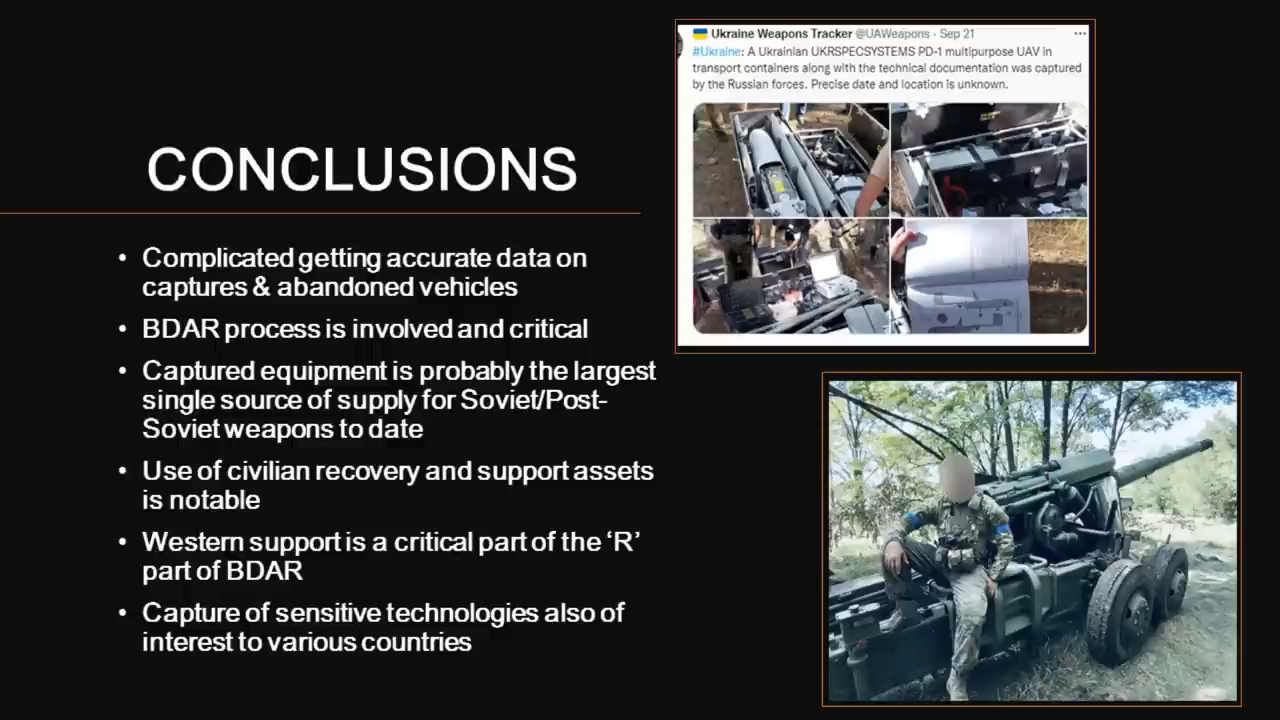 CONCLUSIONS
• Complicated getting accurate data on
captures & abandoned vehicles
• BDAR process is involved and critical
• Captured equipment is probably the largest
single source of supply for Soviet/Post-
Soviet weapons to date
• Use of civilian recovery and support assets
is notable
• Western support is a critical part of the ‘R’
part of BDAR
• Capture of sensitive technologies also of
interest to various countries
Ukraine Weapons Tracker @UAWeapons · Sep 21 ···
#Ukraine: A Ukrainian UKRSPECSYSTEMS PD-1 multipurpose UAV in
transport containers along with the technical documentation was captured
by the Russian forces. Precise date and location is unknown.